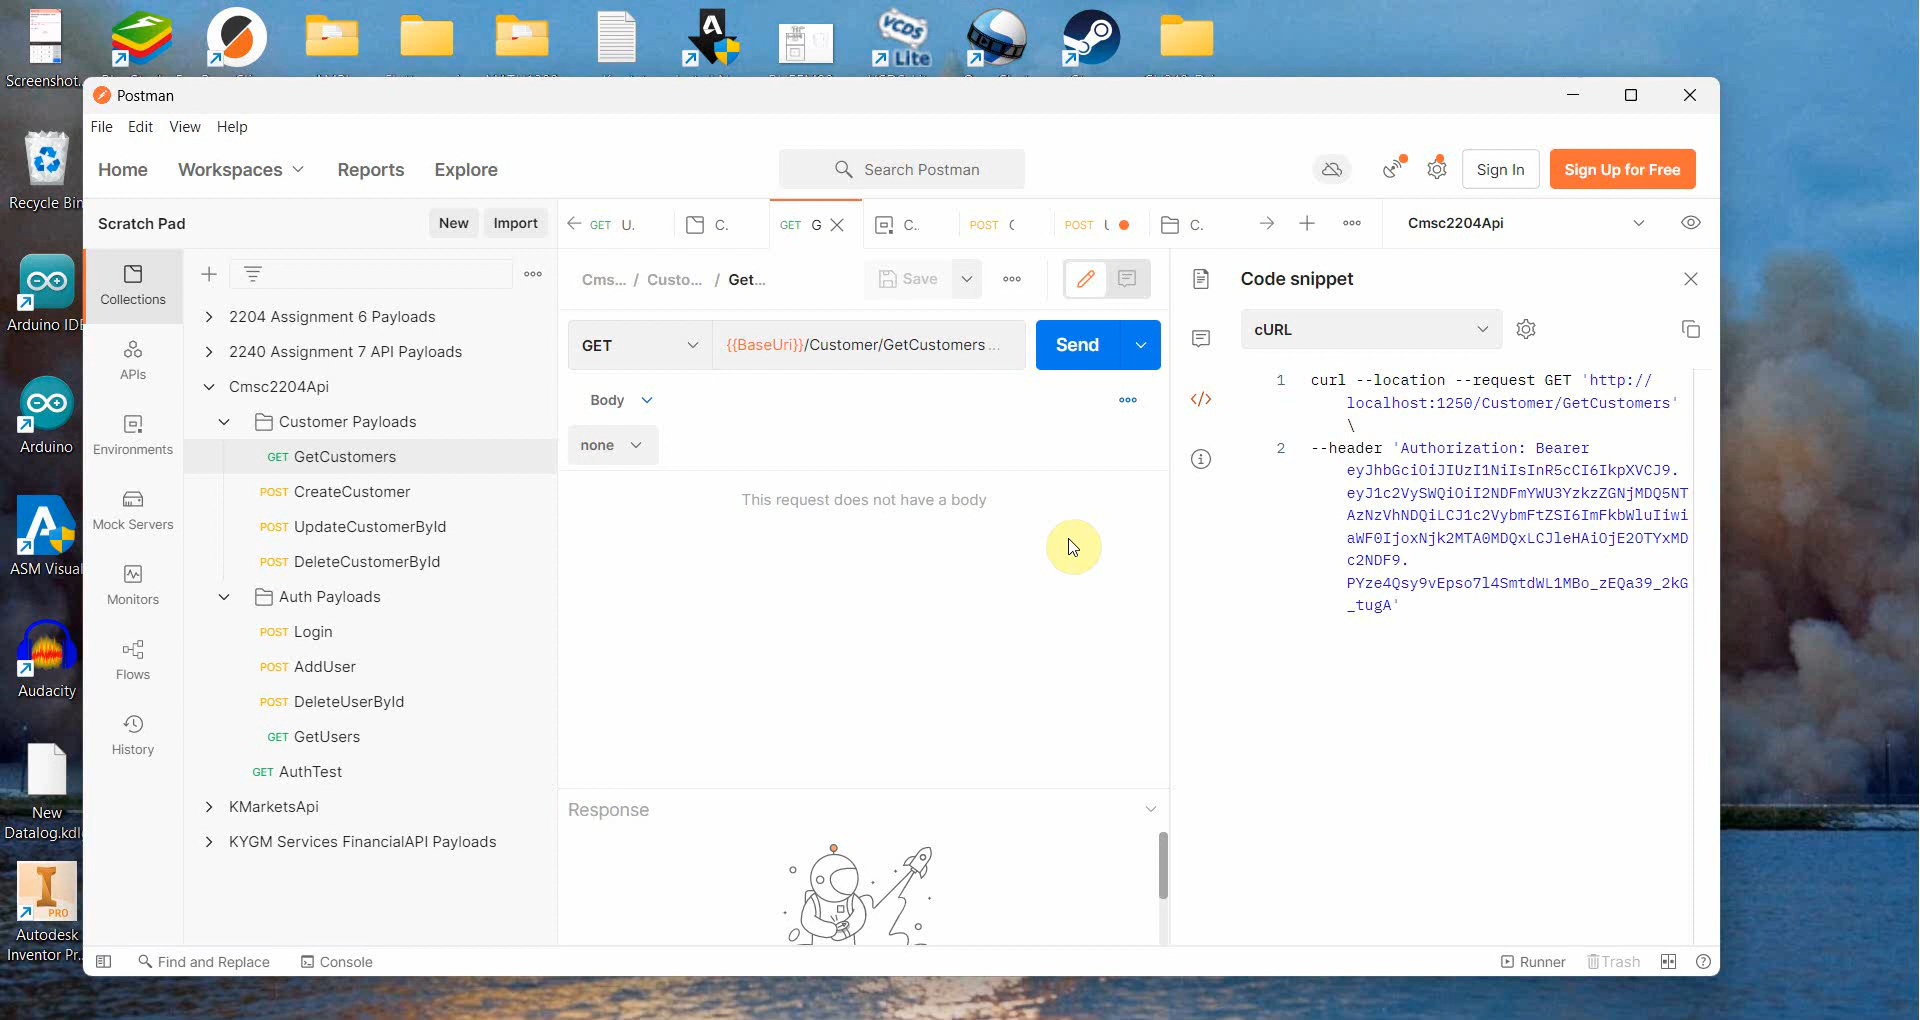 Screenshot...
Recycle Bin
Arduino IDE
Arduino
ASM Visual
Audacity
New
Datalog.kdl
PRO
Autodesk
Inventor Pr...
VCDS
Lite
Postman
File Edit View Help
Home Workspaces Reports Explore
Search Postman
Sign In
Sign Up for Free
Scratch Pad
New
Import
GET U.
C.
GET G
C.
POST C
POST U
C.
Cmsc2204Api
Collections
APIs
Environments
Mock Servers
Monitors
Flows
History
2204 Assignment 6 Payloads
2240 Assignment 7 API Payloads
Cmsc2204Api
Customer Payloads
GET GetCustomers
POST CreateCustomer
POST UpdateCustomerById
POST DeleteCustomerById
Auth Payloads
POST Login
POST AddUser
POST DeleteUserById
GET GetUsers
GET AuthTest
KMarketsApi
KYGM Services FinancialAPI Payloads
Cms... / Custo... / Get...
Save
GET
{{BaseUri}}/Customer/GetCustomers ...
Send
Body
none
This request does not have a body
Response
Code snippet
cURL
1 curl --location --request GET 'http://
localhost:1250/Customer/GetCustomers'
\
2 --header 'Authorization: Bearer
eyJhbGciOiJIUzI1NiIsInR5cCI6IkpXVCJ9.
eyJ1c2VySWQiOiI2NDFmYWU3YzkzZGNjMDQ5NT
AzNzVhNDQiLCJ1c2VybmFtZSI6ImFkbWluIiwi
aWF0IjoxNjk2MTA0MDQxLCJleHAiOjE2OTYxMD
c2NDF9.
PYze4Qsy9vEpso7l4SmtdWL1MBo_zEQa39_2kG
_tugA'
Find and Replace
Console
Runner
Trash